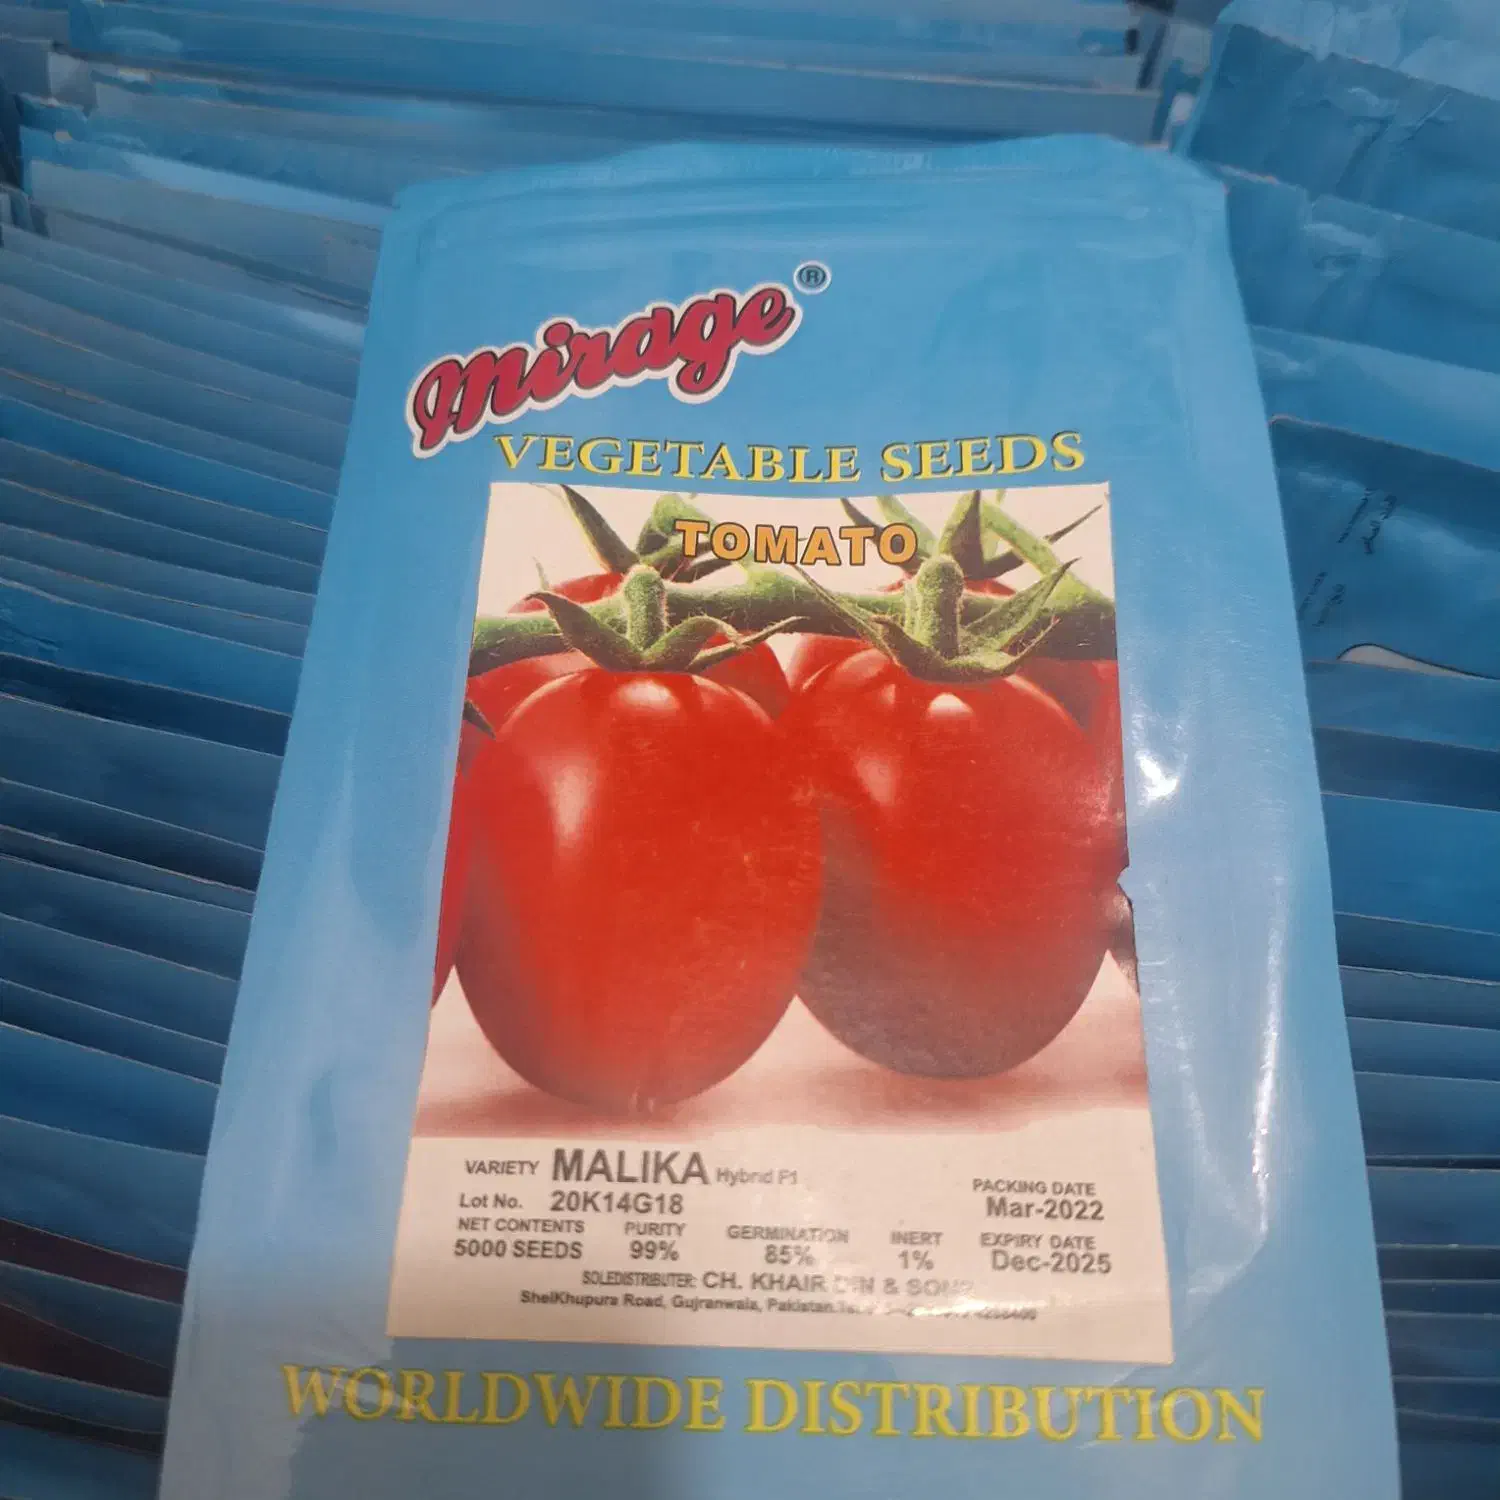 mirage®
VEGETABLE SEEDS
TOMATO
VARIETY MALIKA Hybrid F1
Lot No. 20K14G18
PACKING DATE
Mar-2022
NET CONTENTS PURITY GERMINATION INERT EXPIRY DATE
5000 SEEDS 99% 85% 1% Dec-2025
SOLEDISTRIBUTER: CH. KHAIR DIN & SONS
SheiKhupura Road, Gujranwala, Pakistan.
WORLDWIDE DISTRIBUTION